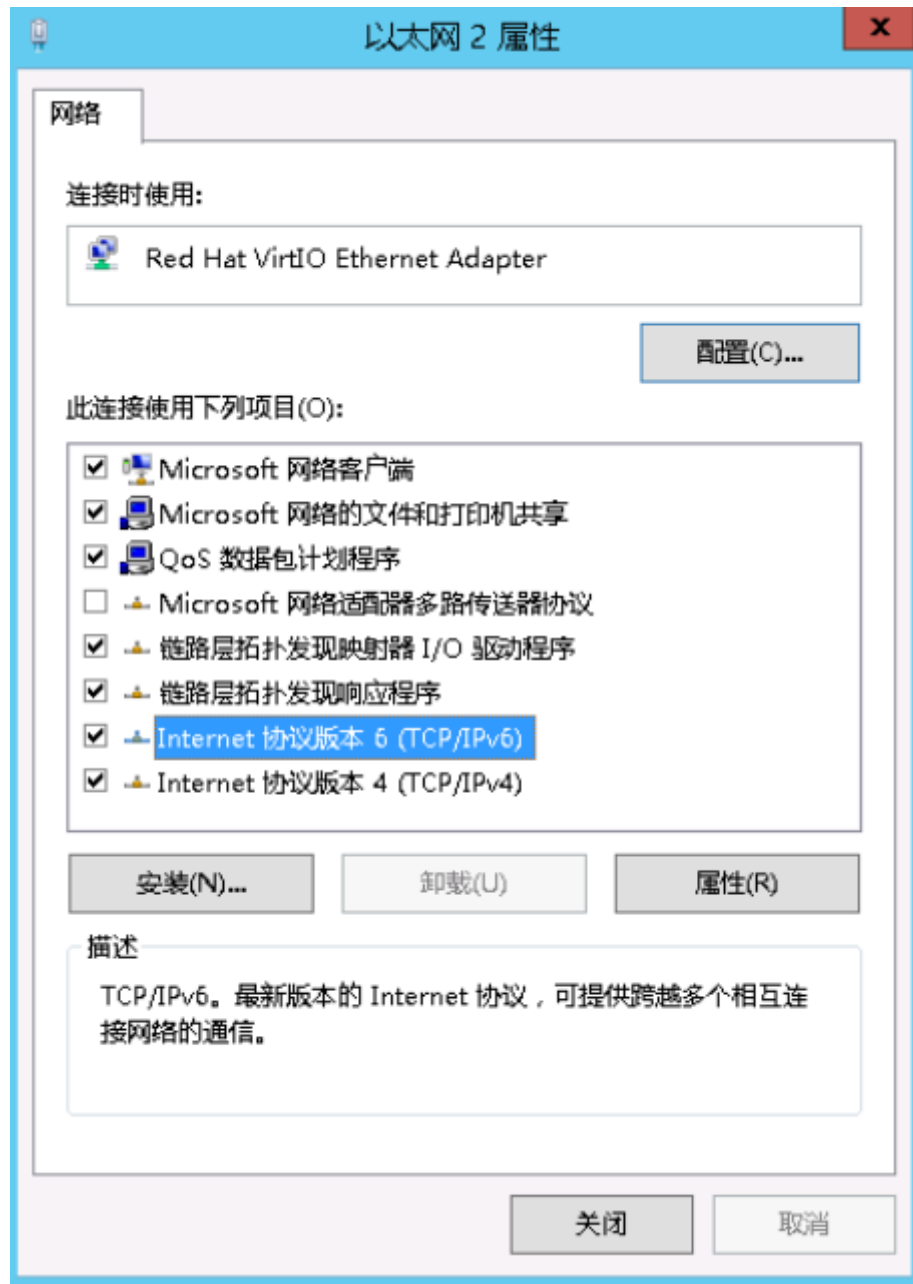 以太网 2 属性
网络
连接时使用:
Red Hat VirtIO Ethernet Adapter
配置(C)...
此连接使用下列项目(O):
Microsoft 网络客户端
Microsoft 网络的文件和打印机共享
QoS 数据包计划程序
Microsoft 网络适配器多路传送器协议
链路层拓扑发现映射器 I/O 驱动程序
链路层拓扑发现响应程序
Internet 协议版本 6 (TCP/IPv6)
Internet 协议版本 4 (TCP/IPv4)
安装(N)... 卸载(U) 属性(R)
描述
TCP/IPv6。最新版本的 Internet 协议，可提供跨越多个相互连
接网络的通信。
关闭 取消